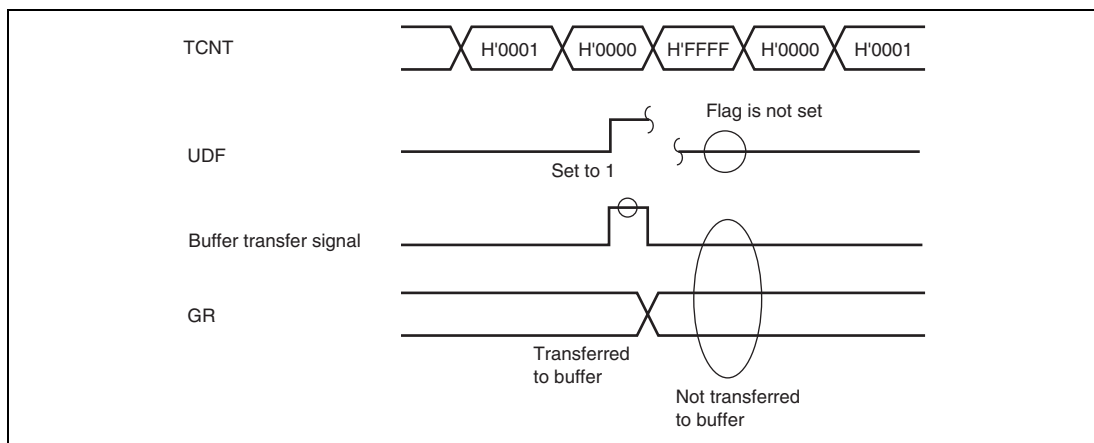 TCNT
H'0001 H'0000 H'FFFF H'0000 H'0001
Flag is not set
UDF
Set to 1
Buffer transfer signal
GR
Transferred
to buffer
Not transferred
to buffer